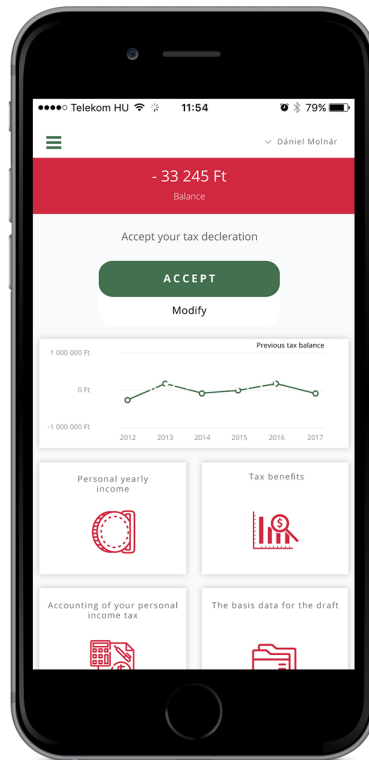 Telekom HU 11:54 79%
Dániel Molnár
- 33 245 Ft
Balance
Accept your tax decleration
ACCEPT
Modify
Previous tax balance
1 000 000 Ft
0 Ft
-1 000 000 Ft
2012 2013 2014 2015 2016 2017
Personal yearly
income
Tax benefits
Accounting of your personal
income tax
The basis data for the draft